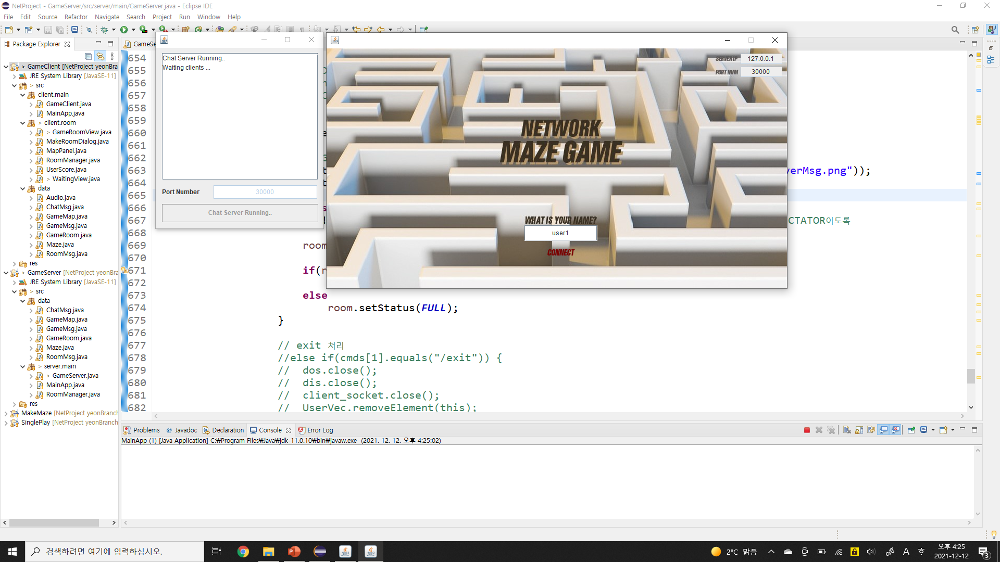 NetProject - GameServer/src/server/main/GameServer.java - Eclipse IDE
File Edit Source Refactor Navigate Search Project Run Window Help
Package Explorer
> GameClient [NetProject yeonBra
JRE System Library [JavaSE-11]
> src
client.main
GameClient.java
MainApp.java
> client.room
> GameRoomView.java
MakeRoomDialog.java
MapPanel.java
RoomManager.java
UserScore.java
> WaitingView.java
data
Audio.java
ChatMsg.java
GameMap.java
GameMsg.java
GameRoom.java
Maze.java
RoomMsg.java
res
> GameServer [NetProject yeonBra
JRE System Library [JavaSE-11]
> src
data
ChatMsg.java
GameMap.java
GameMsg.java
GameRoom.java
Maze.java
RoomMsg.java
> server.main
> GameServer.java
MainApp.java
RoomManager.java
res
MakeMaze [NetProject yeonBranch
SinglePlay [NetProject yeonBranch
GameSe
Chat Server Running..
Waiting clients ...
Port Number 30000
Chat Server Running..
SERVER IP 127.0.0.1
PORT NUM 30000
NETWORK
MAZE GAME
WHAT IS YOUR NAME?
user1
CONNECT
654
655
656
657
658
659
660
661
662
663 verMsg.png"));
664
665
666
667 CTATOR이도록
668
669 room
670
671 if(r
672
673 else
674 room.setStatus(FULL);
675 }
676
677 // exit 처리
678 //else if(cmds[1].equals("/exit")) {
679 // dos.close();
680 // dis.close();
681 // client_socket.close();
682 // UserVec.removeElement(this);
Problems @ Javadoc Declaration Console Error Log
MainApp (1) [Java Application] C:₩Program Files₩Java₩jdk-11.0.10₩bin₩javaw.exe (2021. 12. 12. 오후 4:25:02)
검색하려면 여기에 입력하십시오.
2°C 맑음
A
오후 4:25
2021-12-12
3